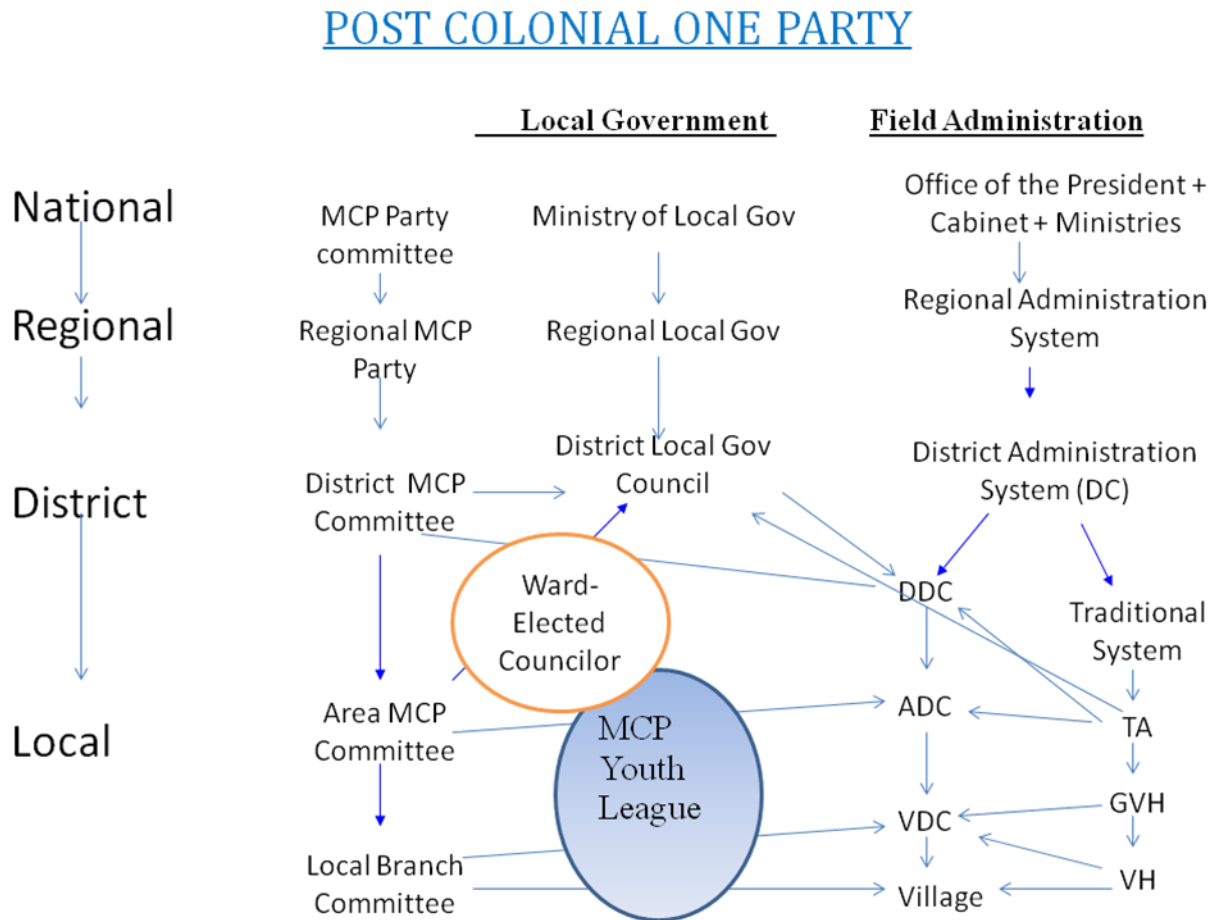 POST COLONIAL ONE PARTY
Local Government
Field Administration
National
MCP Party
committee
Ministry of Local Gov
Office of the President +
Cabinet + Ministries
Regional
Regional MCP
Party
Regional Local Gov
Regional Administration
System
District
District MCP
Committee
District Local Gov
Council
District Administration
System (DC)
Ward-
Elected
Councilor
DDC
Traditional
System
Local
Area MCP
Committee
MCP
Youth
League
ADC
TA
VDC
GVH
Local Branch
Committee
Village
VH